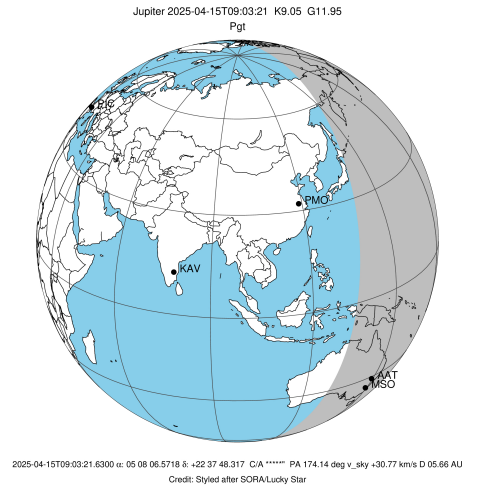 Jupiter 2025-04-15T09:03:21 K9.05 G11.95
Pgt
PIC
PMO
KAV
AAT
MSO
2025-04-15T09:03:21.6300 α: 05 08 06.5718 δ: +22 37 48.317 C/A *****" PA 174.14 deg v_sky +30.77 km/s D 05.66 AU
Credit: Styled after SORA/Lucky Star